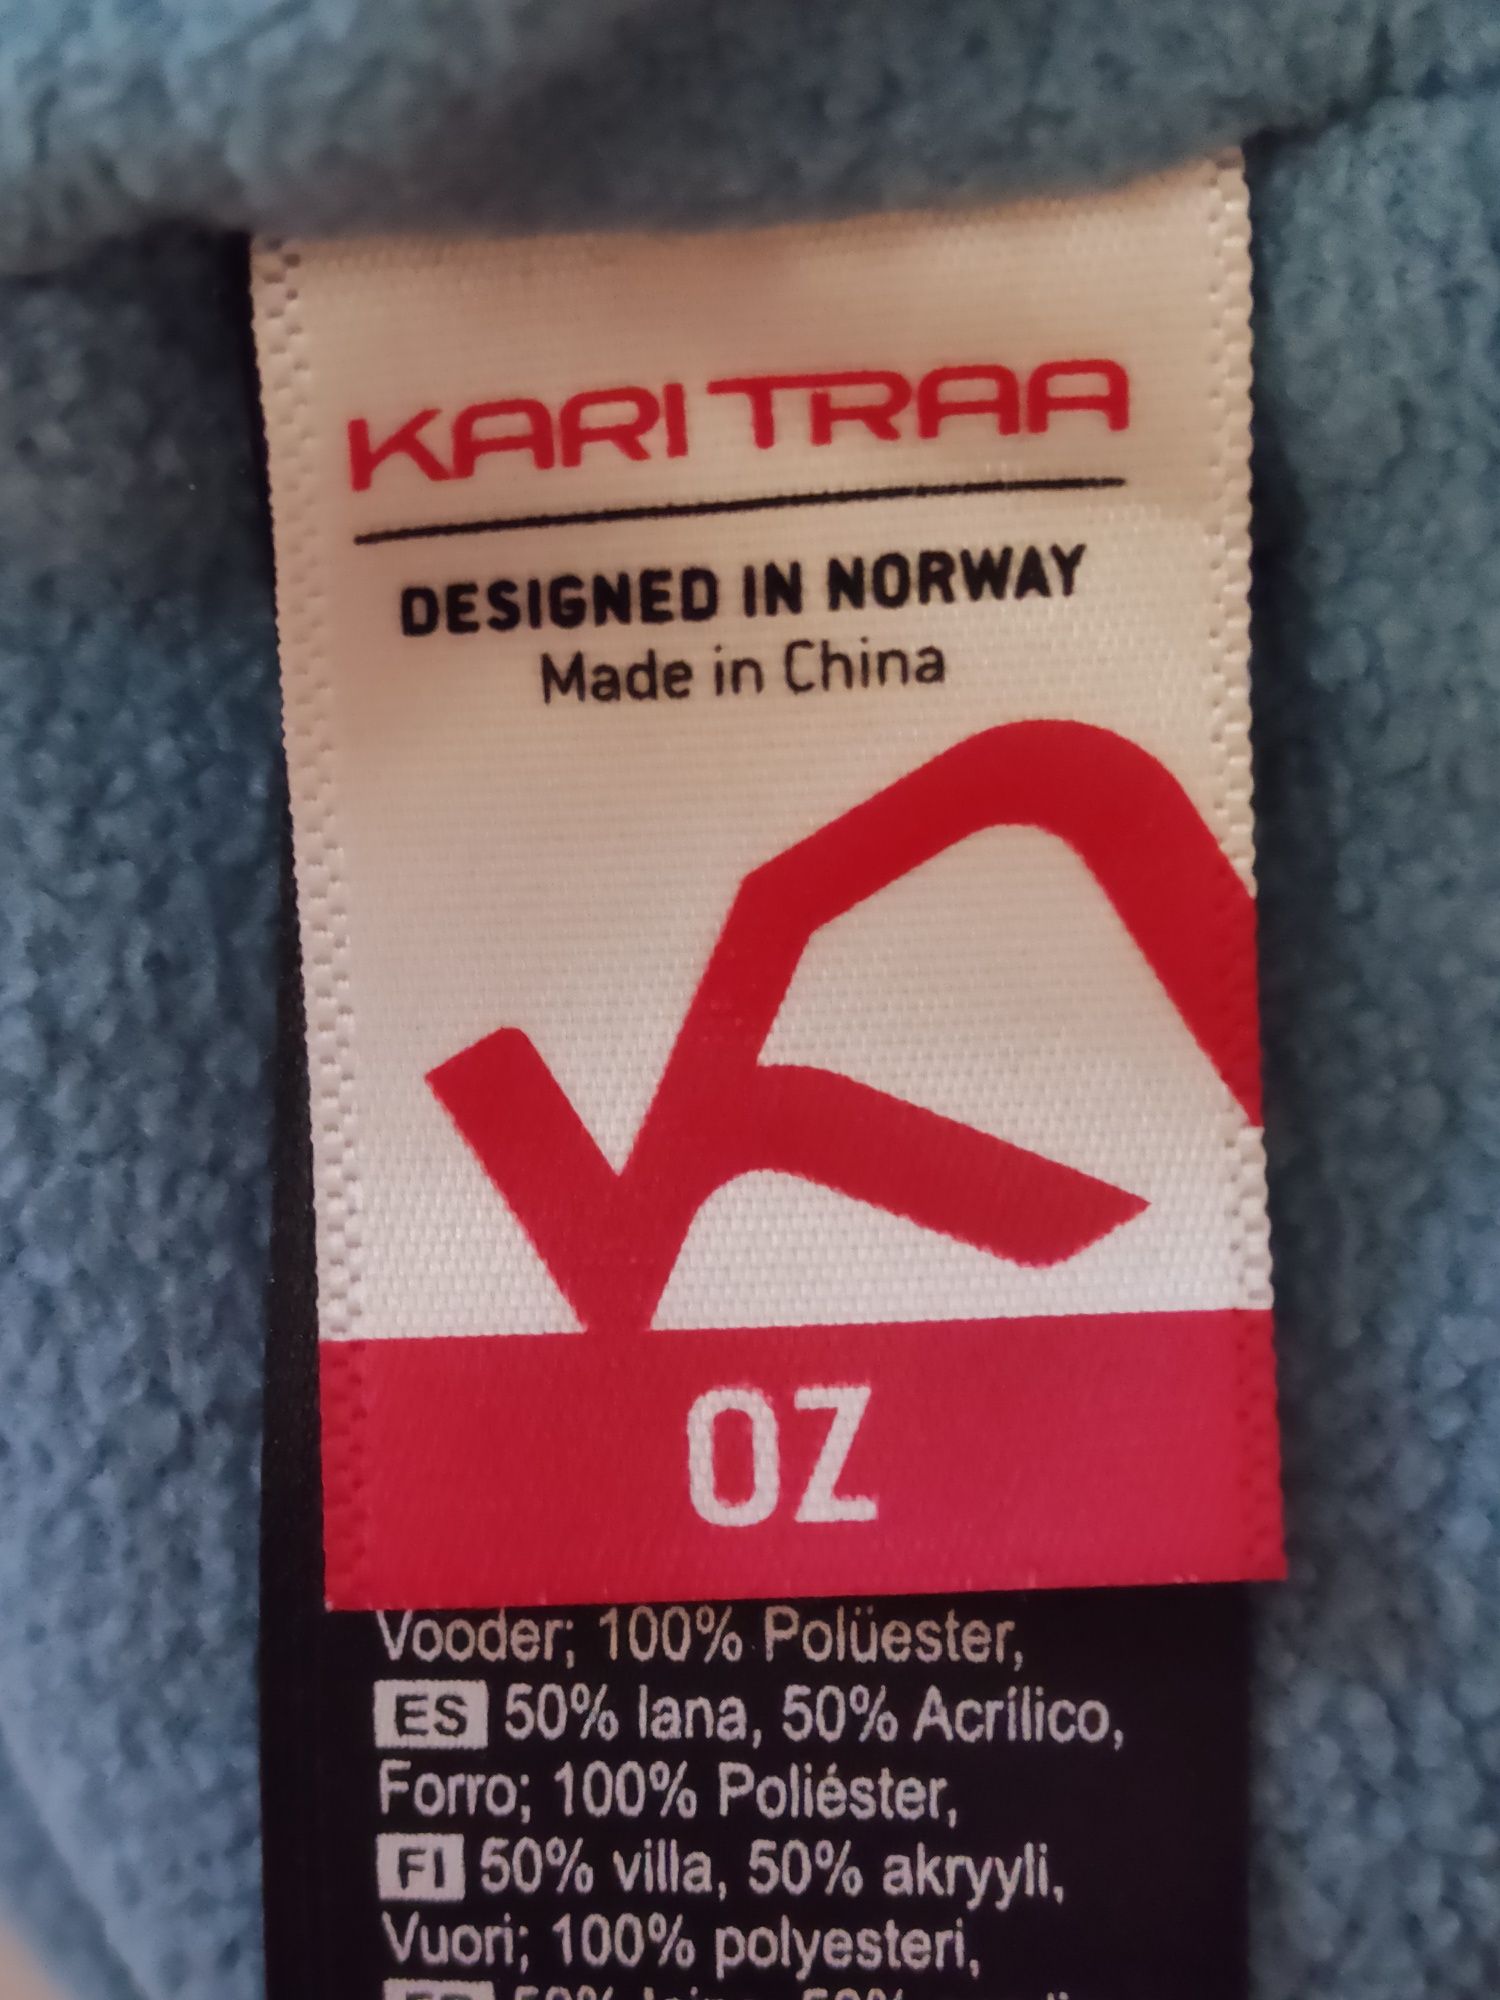 KARI TRAA
DESIGNED IN NORWAY
Made in China
OZ
Vooder; 100% Polüester,
ES 50% lana, 50% Acrílico,
Forro; 100% Poliéster,
FI 50% villa, 50% akryyli,
Vuori; 100% polyesteri,